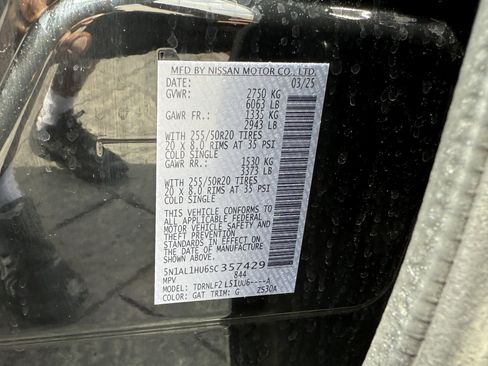 MFD BY NISSAN MOTOR CO., LTD.
DATE: 03/25
GVWR: 2750 KG
6063 LB
GAWR FR.: 1335 KG
2943 LB
WITH 255/50R20 TIRES
20 X 8.0 RIMS AT 35 PSI
COLD SINGLE
GAWR RR.: 1530 KG
3373 LB
WITH 255/50R20 TIRES
20 X 8.0 RIMS AT 35 PSI
COLD SINGLE
THIS VEHICLE CONFORMS TO
ALL APPLICABLE FEDERAL
MOTOR VEHICLE SAFETY AND
THEFT PREVENTION
STANDARDS IN EFFECT ON
THE DATE OF MANUFACTURE
SHOWN ABOVE.
5N1AL1HU6SC357429
MPV 844
MODEL: TDRNLF2
COLOR: GAT TRIM: G 2530A